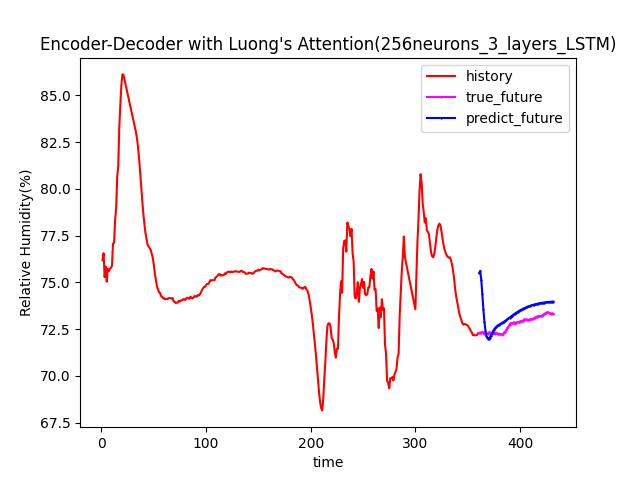 Encoder-Decoder with Luong's Attention(256neurons_3_layers_LSTM)
history
true_future
predict_future
Relative Humidity(%)
85.0
82.5
80.0
77.5
75.0
72.5
70.0
67.5
0 100 200 300 400
time